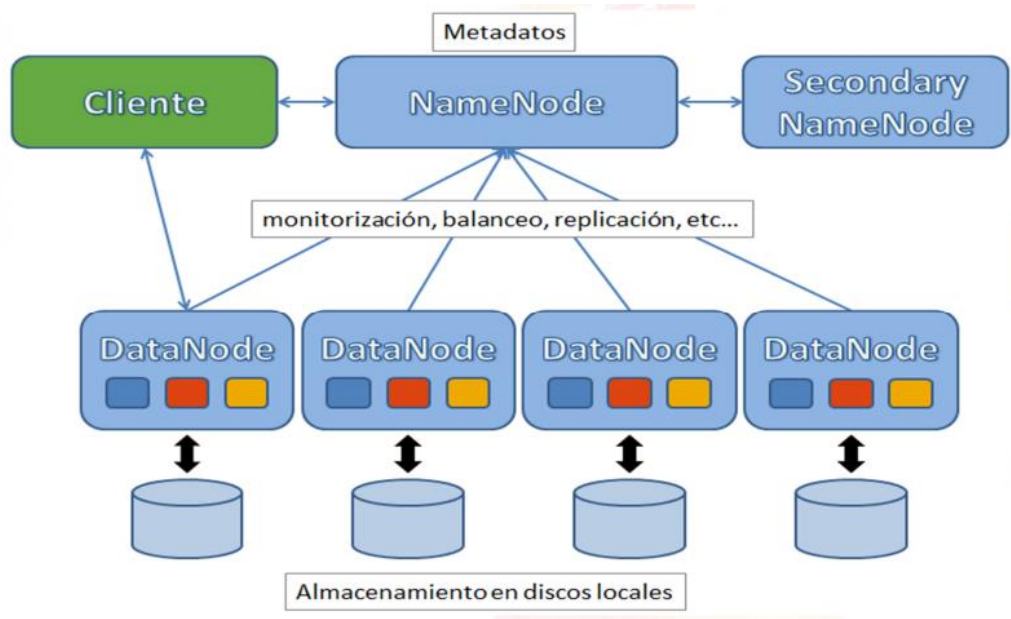 Metadatos
Cliente
NameNode
Secondary
NameNode
monitorización, balanceo, replicación, etc...
DataNode
DataNode
DataNode
DataNode
Almacenamiento en discos locales